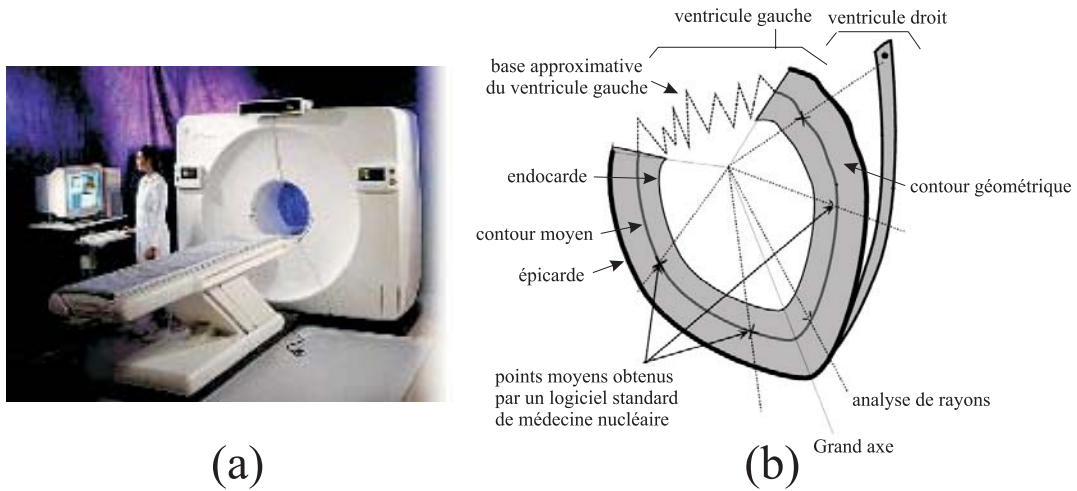 ventricule gauche
ventricule droit
base approximative
du ventricule gauche
endocarde
contour géométrique
contour moyen
épicarde
points moyens obtenus
par un logiciel standard
de médecine nucléaire
analyse de rayons
Grand axe
(a)
(b)